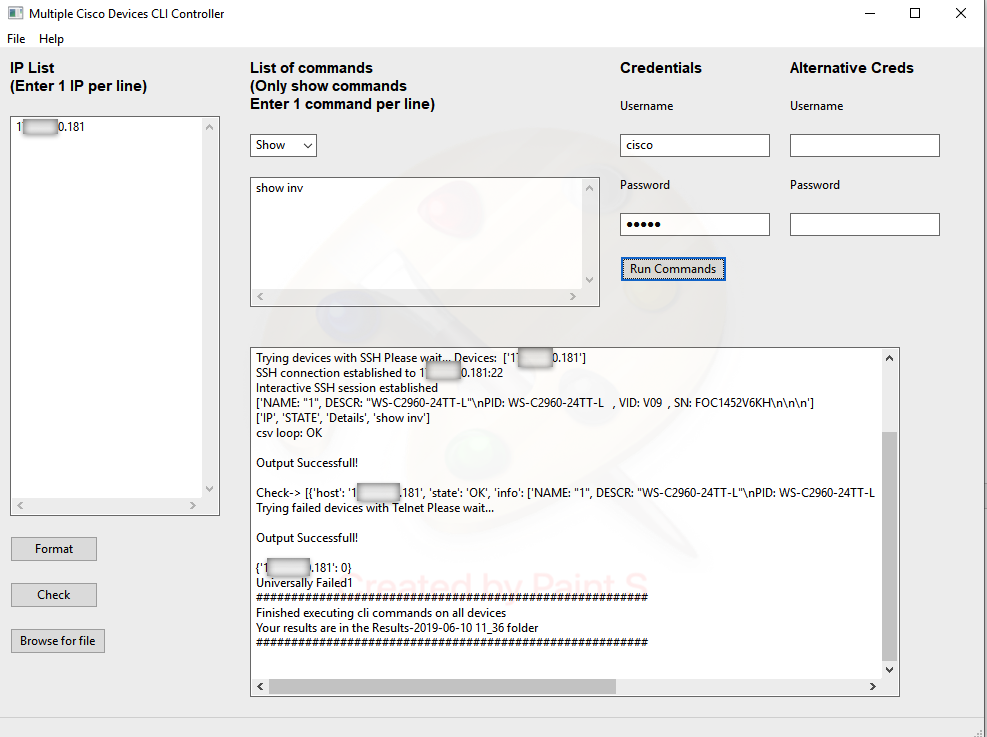 Multiple Cisco Devices CLI Controller
File Help
IP List
(Enter 1 IP per line)
0.181
Format
Check
Browse for file
List of commands
(Only show commands
Enter 1 command per line)
Show
show inv
Credentials
Username
cisco
Password
●●●●●
Run Commands
Alternative Creds
Username
Password
Trying devices with SSH Please wait... Devices: ['1 0.181']
SSH connection established to 1 0.181:22
Interactive SSH session established
['NAME: "1", DESCR: "WS-C2960-24TT-L"\nPID: WS-C2960-24TT-L , VID: V09 , SN: FOC1452V6KH\n\n\n']
['IP', 'STATE', 'Details', 'show inv']
csv loop: OK
Output Successfull!
Check-> [{'host': '1 .181', 'state': 'OK', 'info': ['NAME: "1", DESCR: "WS-C2960-24TT-L"\nPID: WS-C2960-24TT-L
Trying failed devices with Telnet Please wait...
Output Successfull!
{'1 .181': 0}
Universally Failed1
########################################################
Finished executing cli commands on all devices
Your results are in the Results-2019-06-10 11_36 folder
########################################################
Created by Paint S